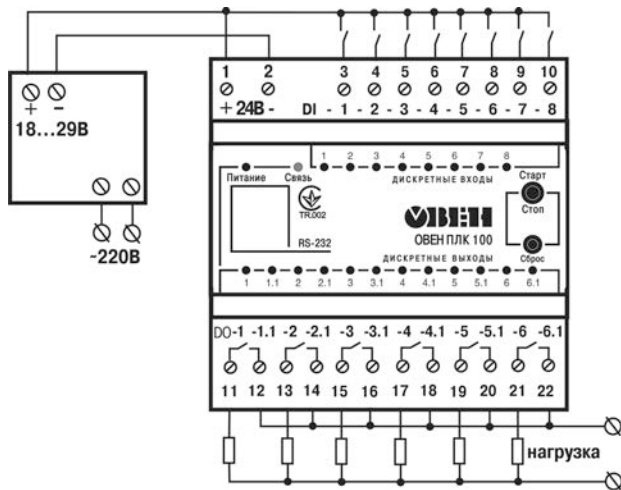 1 2 3 4 5 6 7 8 9 10
+ 24В - DI - 1 - 2 - 3 - 4 - 5 - 6 - 7 - 8
+ -
18...29В
~220В
1 2 3 4 5 6 7 8
Питание Связь ДИСКРЕТНЫЕ ВХОДЫ Старт
Стоп
TR.002
ОВЕН
ОВЕН ПЛК 100
RS-232
ДИСКРЕТНЫЕ ВЫХОДЫ Сброс
1 1.1 2 2.1 3 3.1 4 4.1 5 5.1 6 6.1
DO -1 -1.1 -2 -2.1 -3 -3.1 -4 -4.1 -5 -5.1 -6 -6.1
11 12 13 14 15 16 17 18 19 20 21 22
нагрузка